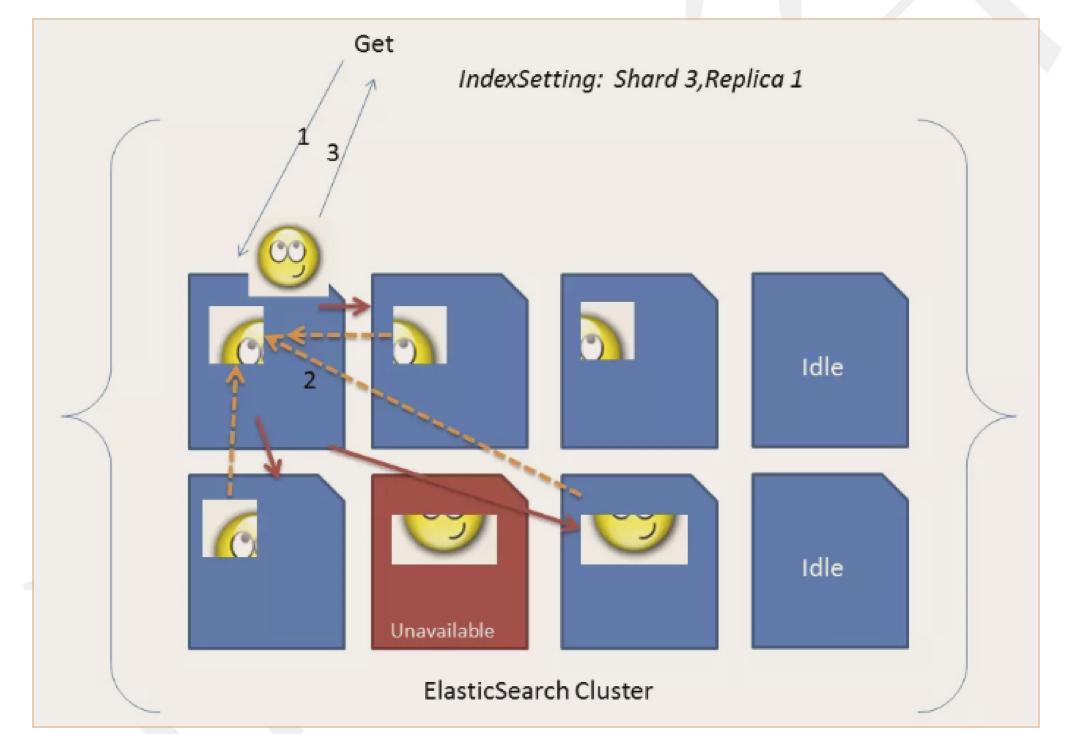 Get
IndexSetting: Shard 3,Replica 1
1
3
2
Idle
Idle
Unavailable
ElasticSearch Cluster